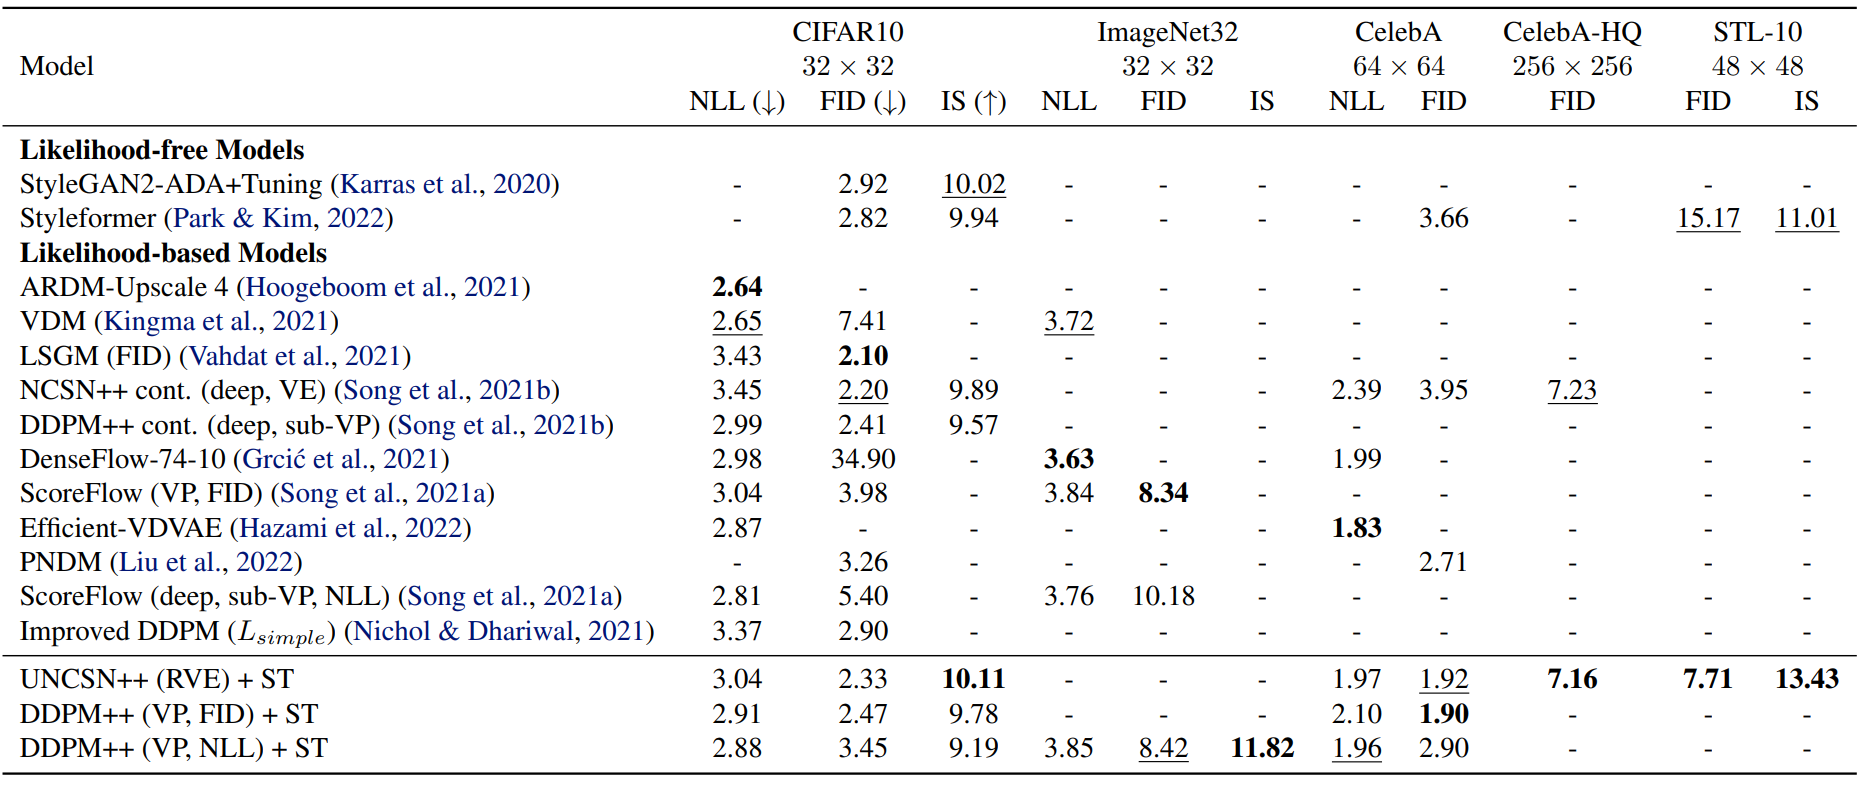 CIFAR10 ImageNet32 CelebA CelebA-HQ STL-10
Model 32 × 32 32 × 32 64 × 64 256 × 256 48 × 48
NLL (↓) FID (↓) IS (↑) NLL FID IS NLL FID FID FID IS
Likelihood-free Models
StyleGAN2-ADA+Tuning (Karras et al., 2020) - 2.92 10.02 - - - - - - - -
Styleformer (Park & Kim, 2022) - 2.82 9.94 - - - - 3.66 - 15.17 11.01
Likelihood-based Models
ARDM-Upscale 4 (Hoogeboom et al., 2021) 2.64 - - - - - - - - - -
VDM (Kingma et al., 2021) 2.65 7.41 - 3.72 - - - - - - -
LSGM (FID) (Vahdat et al., 2021) 3.43 2.10 - - - - - - - - -
NCSN++ cont. (deep, VE) (Song et al., 2021b) 3.45 2.20 9.89 - - - 2.39 3.95 7.23 - -
DDPM++ cont. (deep, sub-VP) (Song et al., 2021b) 2.99 2.41 9.57 - - - - - - - -
DenseFlow-74-10 (Grcić et al., 2021) 2.98 34.90 - 3.63 - - 1.99 - - - -
ScoreFlow (VP, FID) (Song et al., 2021a) 3.04 3.98 - 3.84 8.34 - - - - - -
Efficient-VDVAE (Hazami et al., 2022) 2.87 - - - - - 1.83 - - - -
PNDM (Liu et al., 2022) - 3.26 - - - - - 2.71 - - -
ScoreFlow (deep, sub-VP, NLL) (Song et al., 2021a) 2.81 5.40 - 3.76 10.18 - - - - - -
Improved DDPM (Lsimple) (Nichol & Dhariwal, 2021) 3.37 2.90 - - - - - - - - -
UNCSN++ (RVE) + ST 3.04 2.33 10.11 - - - 1.97 1.92 7.16 7.71 13.43
DDPM++ (VP, FID) + ST 2.91 2.47 9.78 - - - 2.10 1.90 - - -
DDPM++ (VP, NLL) + ST 2.88 3.45 9.19 3.85 8.42 11.82 1.96 2.90 - - -